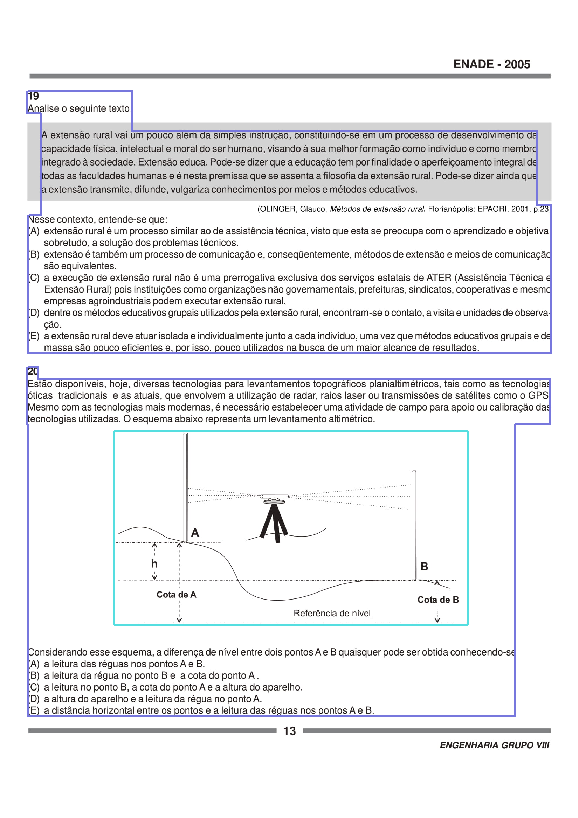 ENADE - 2005
19
Analise o seguinte texto
A extensão rural vai um pouco além da simples instrução, constituindo-se em um processo de desenvolvimento da
capacidade física, intelectual e moral do ser humano, visando à sua melhor formação como indivíduo e como membro
integrado à sociedade. Extensão educa. Pode-se dizer que a educação tem por finalidade o aperfeiçoamento integral de
todas as faculdades humanas e é nesta premissa que se assenta a filosofia da extensão rural. Pode-se dizer ainda que
a extensão transmite, difunde, vulgariza conhecimentos por meios e métodos educativos.
(OLINGER, Glauco. Métodos de extensão rural. Florianópolis: EPAGRI, 2001, p.23
Nesse contexto, entende-se que:
(A) extensão rural é um processo similar ao de assistência técnica, visto que esta se preocupa com o aprendizado e objetiva,
sobretudo, a solução dos problemas técnicos.
(B) extensão é também um processo de comunicação e, conseqüentemente, métodos de extensão e meios de comunicação
são equivalentes.
(C) a execução de extensão rural não é uma prerrogativa exclusiva dos serviços estatais de ATER (Assistência Técnica e
Extensão Rural) pois instituições como organizações não governamentais, prefeituras, sindicatos, cooperativas e mesmo
empresas agroindustriais podem executar extensão rural.
(D) dentre os métodos educativos grupais utilizados pela extensão rural, encontram-se o contato, a visita e unidades de observa-
ção.
(E) a extensão rural deve atuar isolada e individualmente junto a cada indivíduo, uma vez que métodos educativos grupais e de
massa são pouco eficientes e, por isso, pouco utilizados na busca de um maior alcance de resultados.
20
Estão disponíveis, hoje, diversas tecnologias para levantamentos topográficos planialtimétricos, tais como as tecnologias
óticas tradicionais e as atuais, que envolvem a utilização de radar, raios laser ou transmissões de satélites como o GPS.
Mesmo com as tecnologias mais modernas, é necessário estabelecer uma atividade de campo para apoio ou calibração das
tecnologias utilizadas. O esquema abaixo representa um levantamento altimétrico.
A
h
B
Cota de A
Cota de B
Referência de nível
Considerando esse esquema, a diferença de nível entre dois pontos A e B quaisquer pode ser obtida conhecendo-se
(A) a leitura das réguas nos pontos A e B.
(B) a leitura da régua no ponto B e a cota do ponto A .
(C) a leitura no ponto B, a cota do ponto A e a altura do aparelho.
(D) a altura do aparelho e a leitura da régua no ponto A.
(E) a distância horizontal entre os pontos e a leitura das réguas nos pontos A e B.
13
ENGENHARIA GRUPO VIII